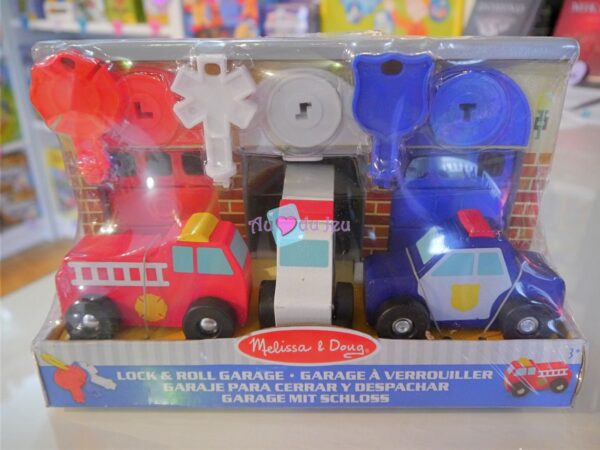 Au du Jeu
Melissa & Doug
LOCK & ROLL GARAGE • GARAGE À VERROUILLER
GARAJE PARA CERRAR Y DESPACHAR
GARAGE MIT SCHLOSS
3+